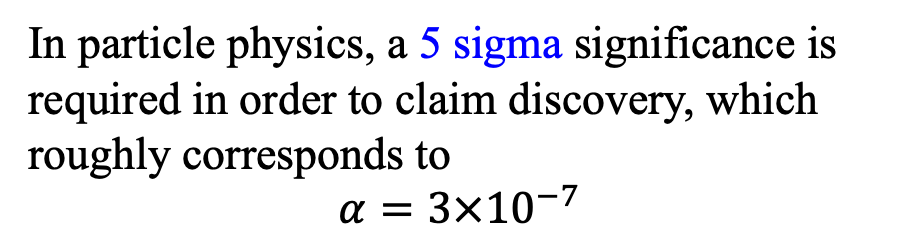 In particle physics, a 5 sigma significance is
required in order to claim discovery, which
roughly corresponds to
α = 3×10⁻⁷